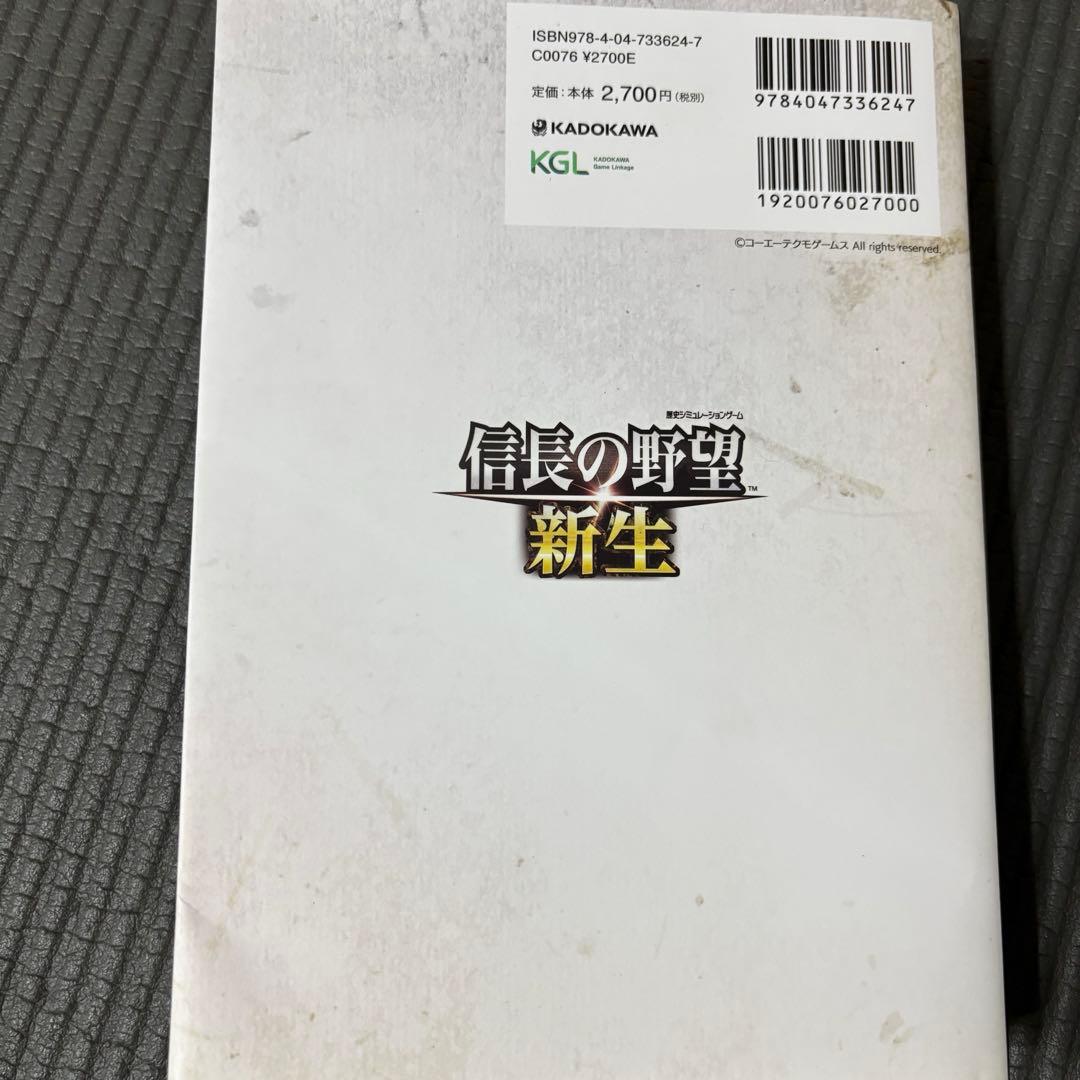 ISBN978-4-04-733624-7
C0076 ¥2700E
定価：本体 2,700円（税別）
KADOKAWA
KGL KADOKAWA Game Linkage
9784047336247
1920076027000
©コーエーテクモゲームス All rights reserved.
歴史シミュレーションゲーム
信長の野望™
新生